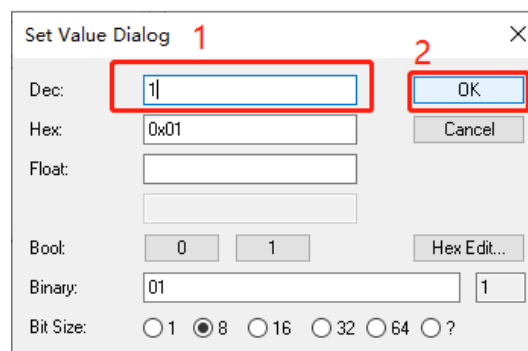 Set Value Dialog 1
2
Dec: 1 OK
Hex: 0x01 Cancel
Float:
Bool: 0 1 Hex Edit...
Binary: 01 1
Bit Size: 1 8 16 32 64 ?